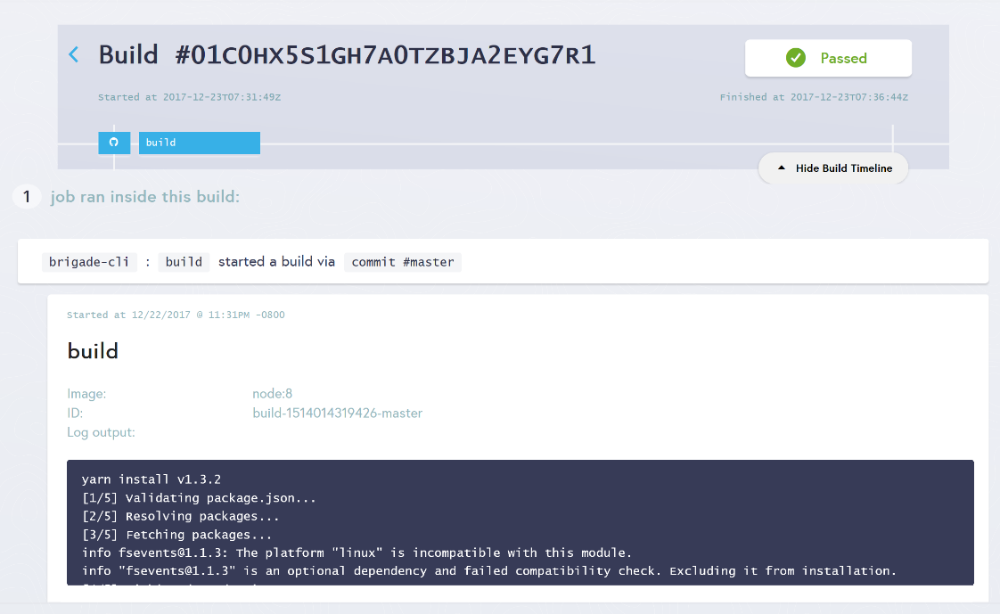 Build #01C0HX5S1GH7A0TZBJA2EYG7R1
Passed
Started at 2017-12-23T07:31:49Z
Finished at 2017-12-23T07:36:44Z
build
Hide Build Timeline
1 job ran inside this build:
brigade-cli : build started a build via commit #master
Started at 12/22/2017 @ 11:31PM -0800
build
Image: node:8
ID: build-1514014319426-master
Log output:
yarn install v1.3.2
[1/5] Validating package.json...
[2/5] Resolving packages...
[3/5] Fetching packages...
info fsevents@1.1.3: The platform "linux" is incompatible with this module.
info "fsevents@1.1.3" is an optional dependency and failed compatibility check. Excluding it from installation.